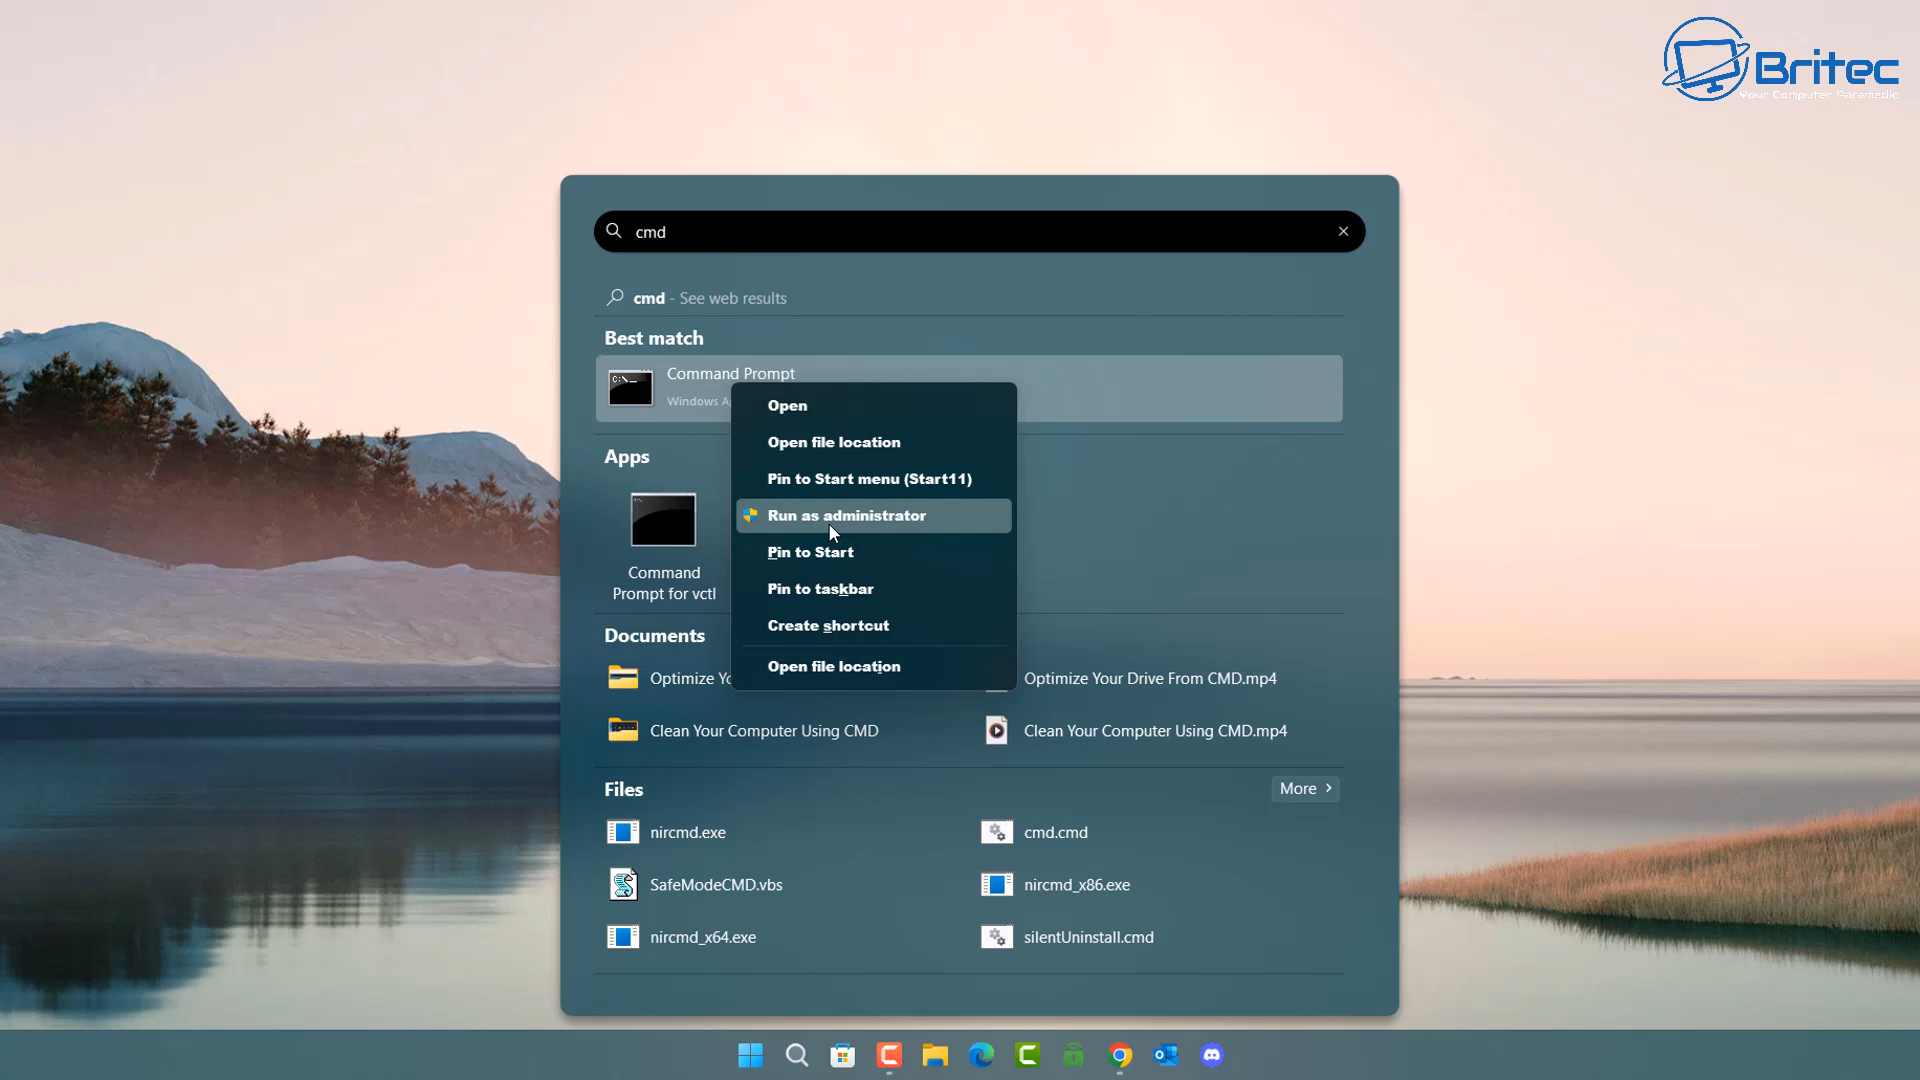 Britec
Your Computer Paramedic
cmd
cmd - See web results
Best match
Command Prompt
Windows
Open
Open file location
Pin to Start menu (Start11)
Run as administrator
Pin to Start
Pin to taskbar
Create shortcut
Open file location
Apps
Command
Prompt for vctl
Documents
Optimize
Optimize Your Drive From CMD.mp4
Clean Your Computer Using CMD
Clean Your Computer Using CMD.mp4
Files
More
nircmd.exe
cmd.cmd
SafeModeCMD.vbs
nircmd_x86.exe
nircmd_x64.exe
silentUninstall.cmd